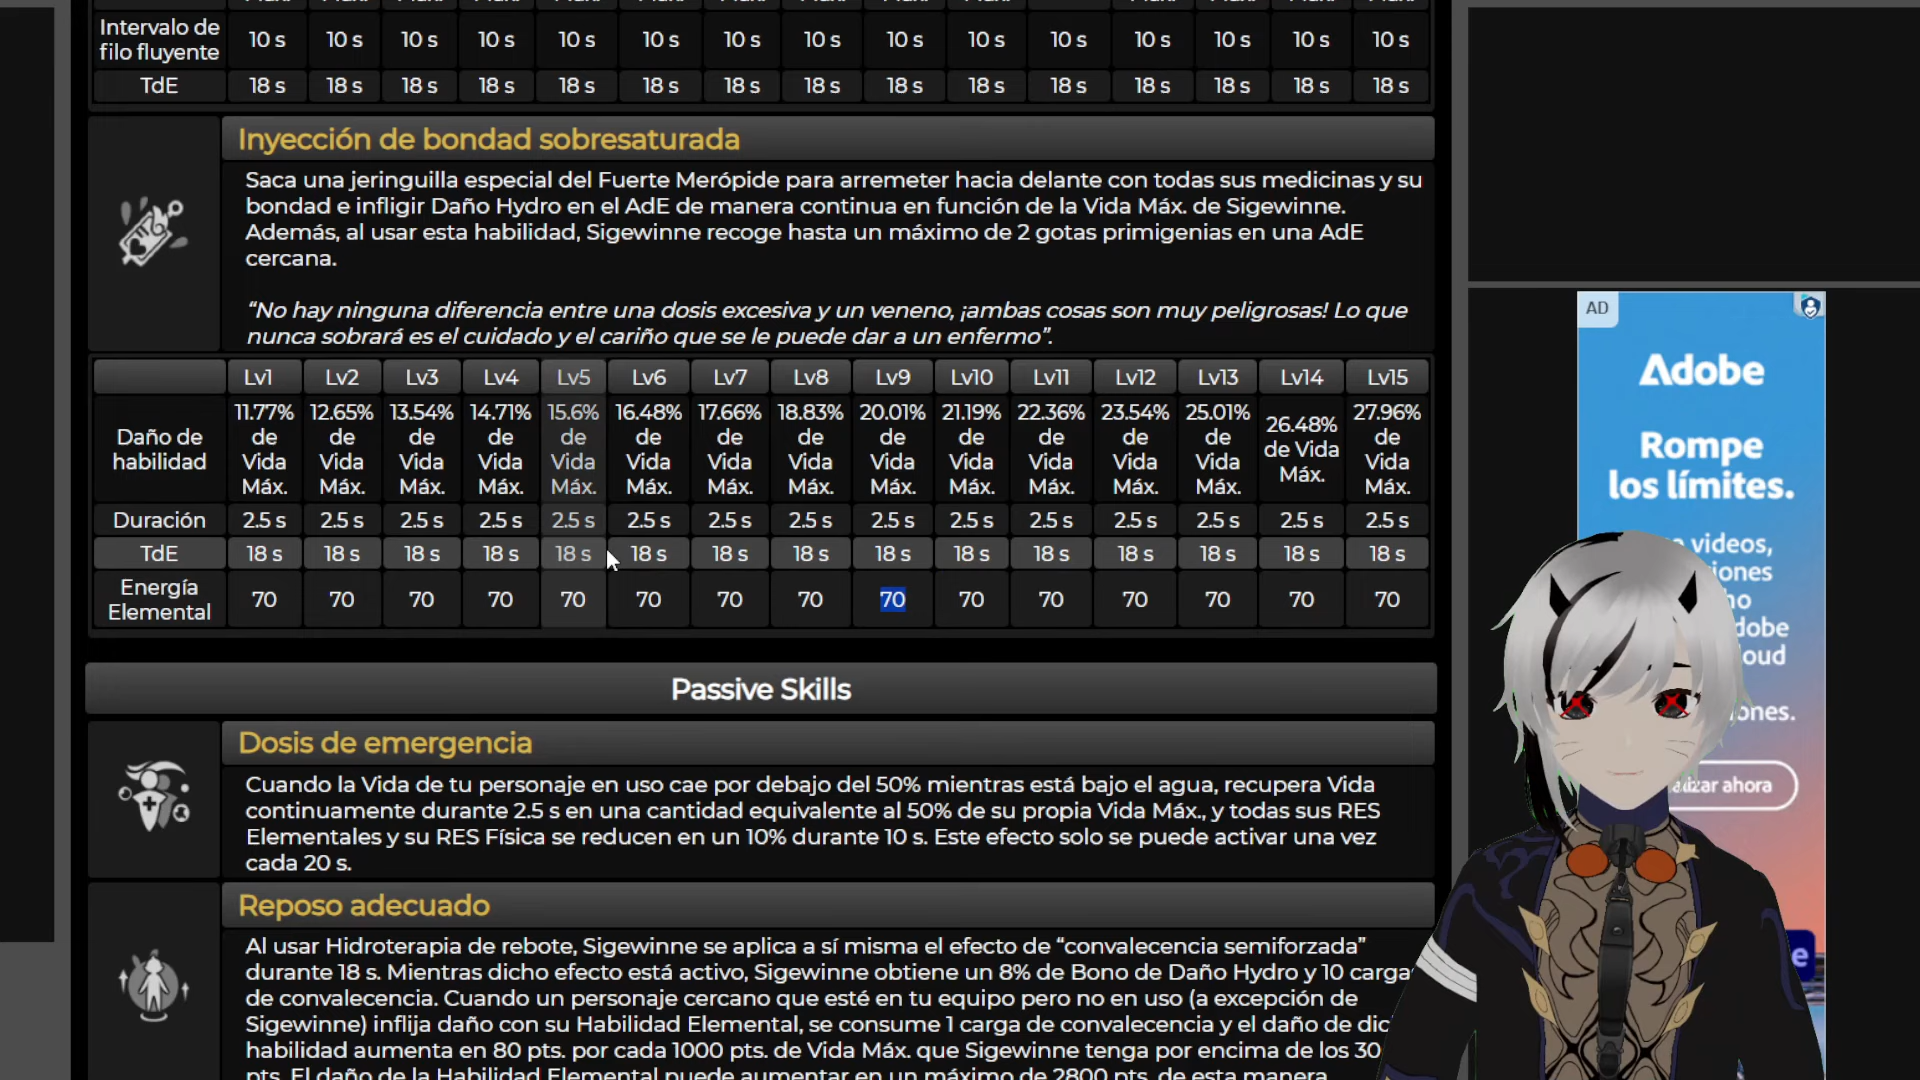 Intervalo de filo fluyente 10 s 10 s 10 s 10 s 10 s 10 s 10 s 10 s 10 s 10 s 10 s 10 s 10 s 10 s 10 s
TdE 18 s 18 s 18 s 18 s 18 s 18 s 18 s 18 s 18 s 18 s 18 s 18 s 18 s 18 s 18 s
Inyección de bondad sobresaturada
Saca una jeringuilla especial del Fuerte Merópide para arremeter hacia delante con todas sus medicinas y su
bondad e infligir Daño Hydro en el AdE de manera continua en función de la Vida Máx. de Sigewinne.
Además, al usar esta habilidad, Sigewinne recoge hasta un máximo de 2 gotas primigenias en una AdE
cercana.
“No hay ninguna diferencia entre una dosis excesiva y un veneno, ¡ambas cosas son muy peligrosas! Lo que
nunca sobrará es el cuidado y el cariño que se le puede dar a un enfermo”.
Lv1 Lv2 Lv3 Lv4 Lv5 Lv6 Lv7 Lv8 Lv9 Lv10 Lv11 Lv12 Lv13 Lv14 Lv15
Daño de habilidad 11.77% de Vida Máx. 12.65% de Vida Máx. 13.54% de Vida Máx. 14.71% de Vida Máx. 15.6% de Vida Máx. 16.48% de Vida Máx. 17.66% de Vida Máx. 18.83% de Vida Máx. 20.01% de Vida Máx. 21.19% de Vida Máx. 22.36% de Vida Máx. 23.54% de Vida Máx. 25.01% de Vida Máx. 26.48% de Vida Máx. 27.96% de Vida Máx.
Duración 2.5 s 2.5 s 2.5 s 2.5 s 2.5 s 2.5 s 2.5 s 2.5 s 2.5 s 2.5 s 2.5 s 2.5 s 2.5 s 2.5 s 2.5 s
TdE 18 s 18 s 18 s 18 s 18 s 18 s 18 s 18 s 18 s 18 s 18 s 18 s 18 s 18 s 18 s
Energía Elemental 70 70 70 70 70 70 70 70 70 70 70 70 70 70 70
Passive Skills
Dosis de emergencia
Cuando la Vida de tu personaje en uso cae por debajo del 50% mientras está bajo el agua, recupera Vida
continuamente durante 2.5 s en una cantidad equivalente al 50% de su propia Vida Máx., y todas sus RES
Elementales y su RES Física se reducen en un 10% durante 10 s. Este efecto solo se puede activar una vez
cada 20 s.
Reposo adecuado
Al usar Hidroterapia de rebote, Sigewinne se aplica a sí misma el efecto de “convalecencia semiforzada”
durante 18 s. Mientras dicho efecto está activo, Sigewinne obtiene un 8% de Bono de Daño Hydro y 10 carga
de convalecencia. Cuando un personaje cercano que esté en tu equipo pero no en uso (a excepción de
Sigewinne) inflija daño con su Habilidad Elemental, se consume 1 carga de convalecencia y el daño de dic
habilidad aumenta en 80 pts. por cada 1000 pts. de Vida Máx. que Sigewinne tenga por encima de los 30
pts. El daño de la Habilidad Elemental puede aumentar en un máximo de 2800 pts. de esta manera
AD
Adobe
Rompe
los límites.
videos,
ahora